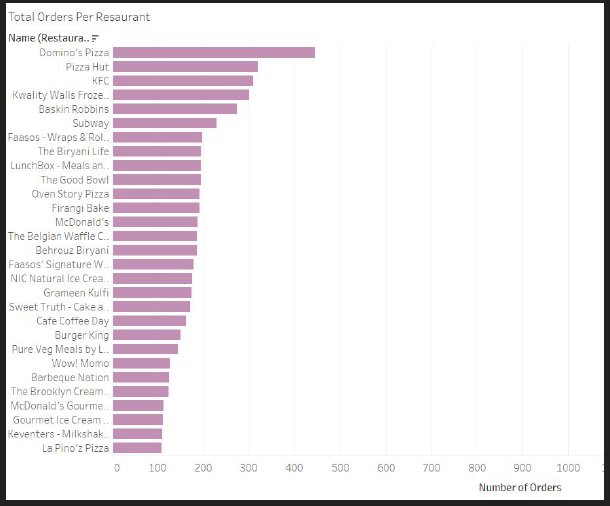 Total Orders Per Resaurant
Name (Restaura..
Domino's Pizza
Pizza Hut
KFC
Kwality Walls Froze..
Baskin Robbins
Subway
Faasos - Wraps & Rol..
The Biryani Life
LunchBox - Meals an..
The Good Bowl
Oven Story Pizza
Firangi Bake
McDonald's
The Belgian Waffle C..
Behrouz Biryani
Faasos' Signature W..
NIC Natural Ice Crea..
Grameen Kulfi
Sweet Truth - Cake a..
Cafe Coffee Day
Burger King
Pure Veg Meals by L..
Wow! Momo
Barbeque Nation
The Brooklyn Cream..
McDonald's Gourme..
Gourmet Ice Cream ..
Keventers - Milkshak..
La Pino'z Pizza
0 100 200 300 400 500 600 700 800 900 1000
Number of Orders